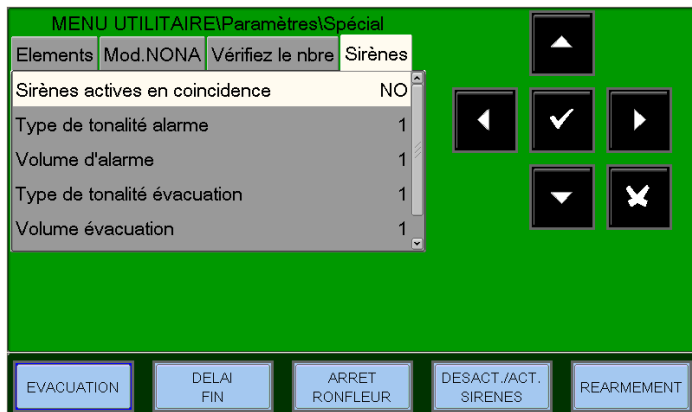 MENU UTILITAIRE\Paramètres\Spécial
Elements Mod.NONA Vérifiez le nbre Sirènes
Sirènes actives en coincidence NO
Type de tonalité alarme 1
Volume d'alarme 1
Type de tonalité évacuation 1
Volume évacuation 1
EVACUATION
DELAI
FIN
ARRET
RONFLEUR
DESACT./ACT.
SIRENES
REARMEMENT